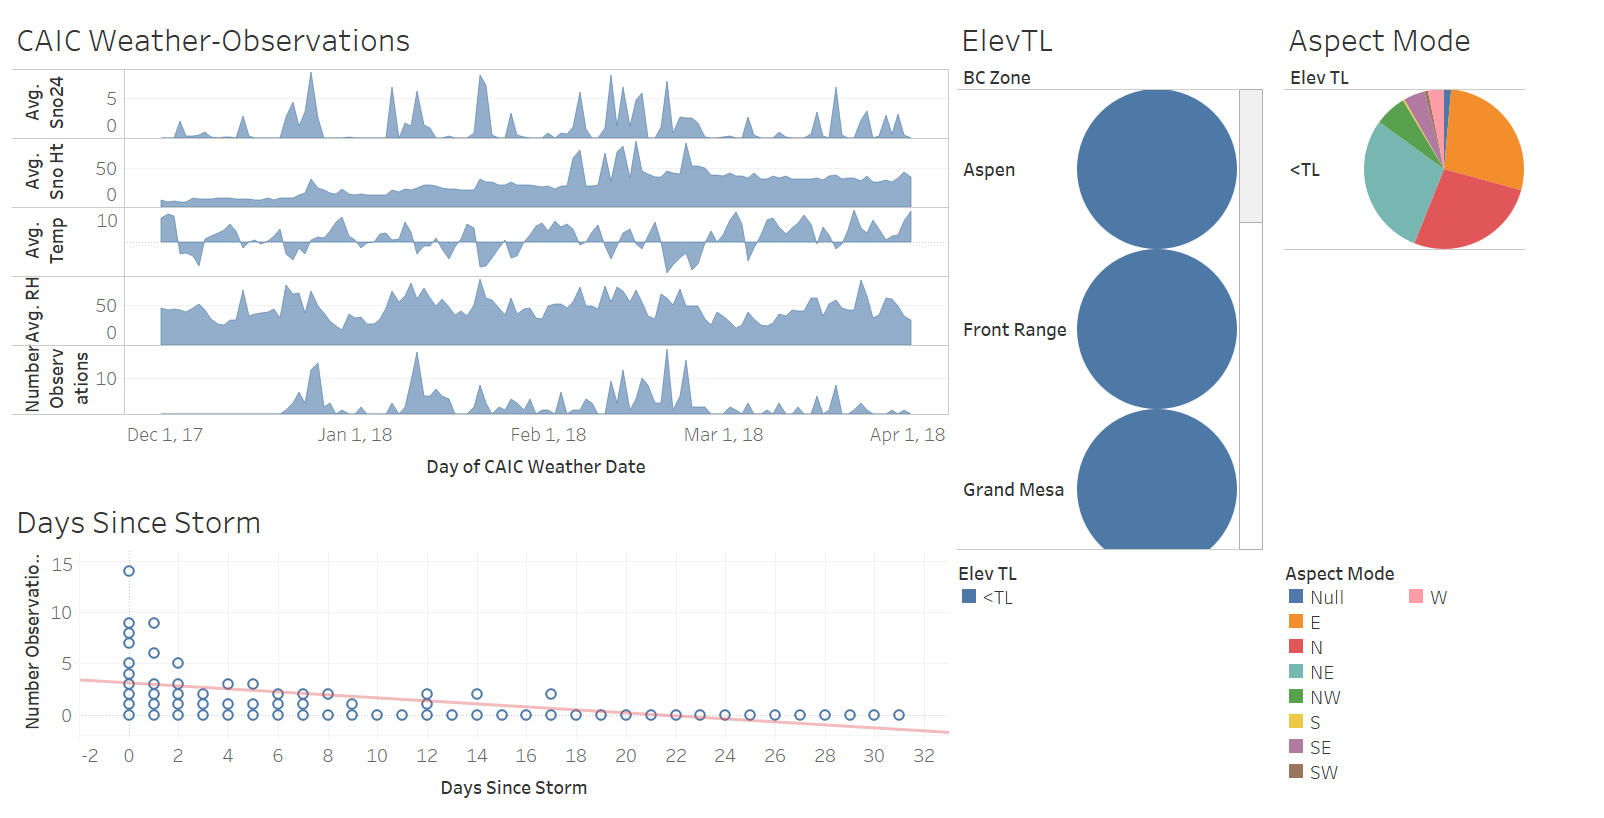 CAIC Weather-Observations
Avg.
Sno24
5
0
Avg.
Sno Ht
50
0
Avg.
Temp
10
Avg. RH
50
0
Number
Observ
ations
10
Dec 1, 17
Jan 1, 18
Feb 1, 18
Mar 1, 18
Apr 1, 18
Day of CAIC Weather Date
Days Since Storm
Number Observatio..
15
10
5
0
-2 0 2 4 6 8 10 12 14 16 18 20 22 24 26 28 30 32
Days Since Storm
ElevTL
BC Zone
Aspen
Front Range
Grand Mesa
Elev TL
<TL
Aspect Mode
Elev TL
<TL
Aspect Mode
Null
E
N
NE
NW
S
SE
SW
W